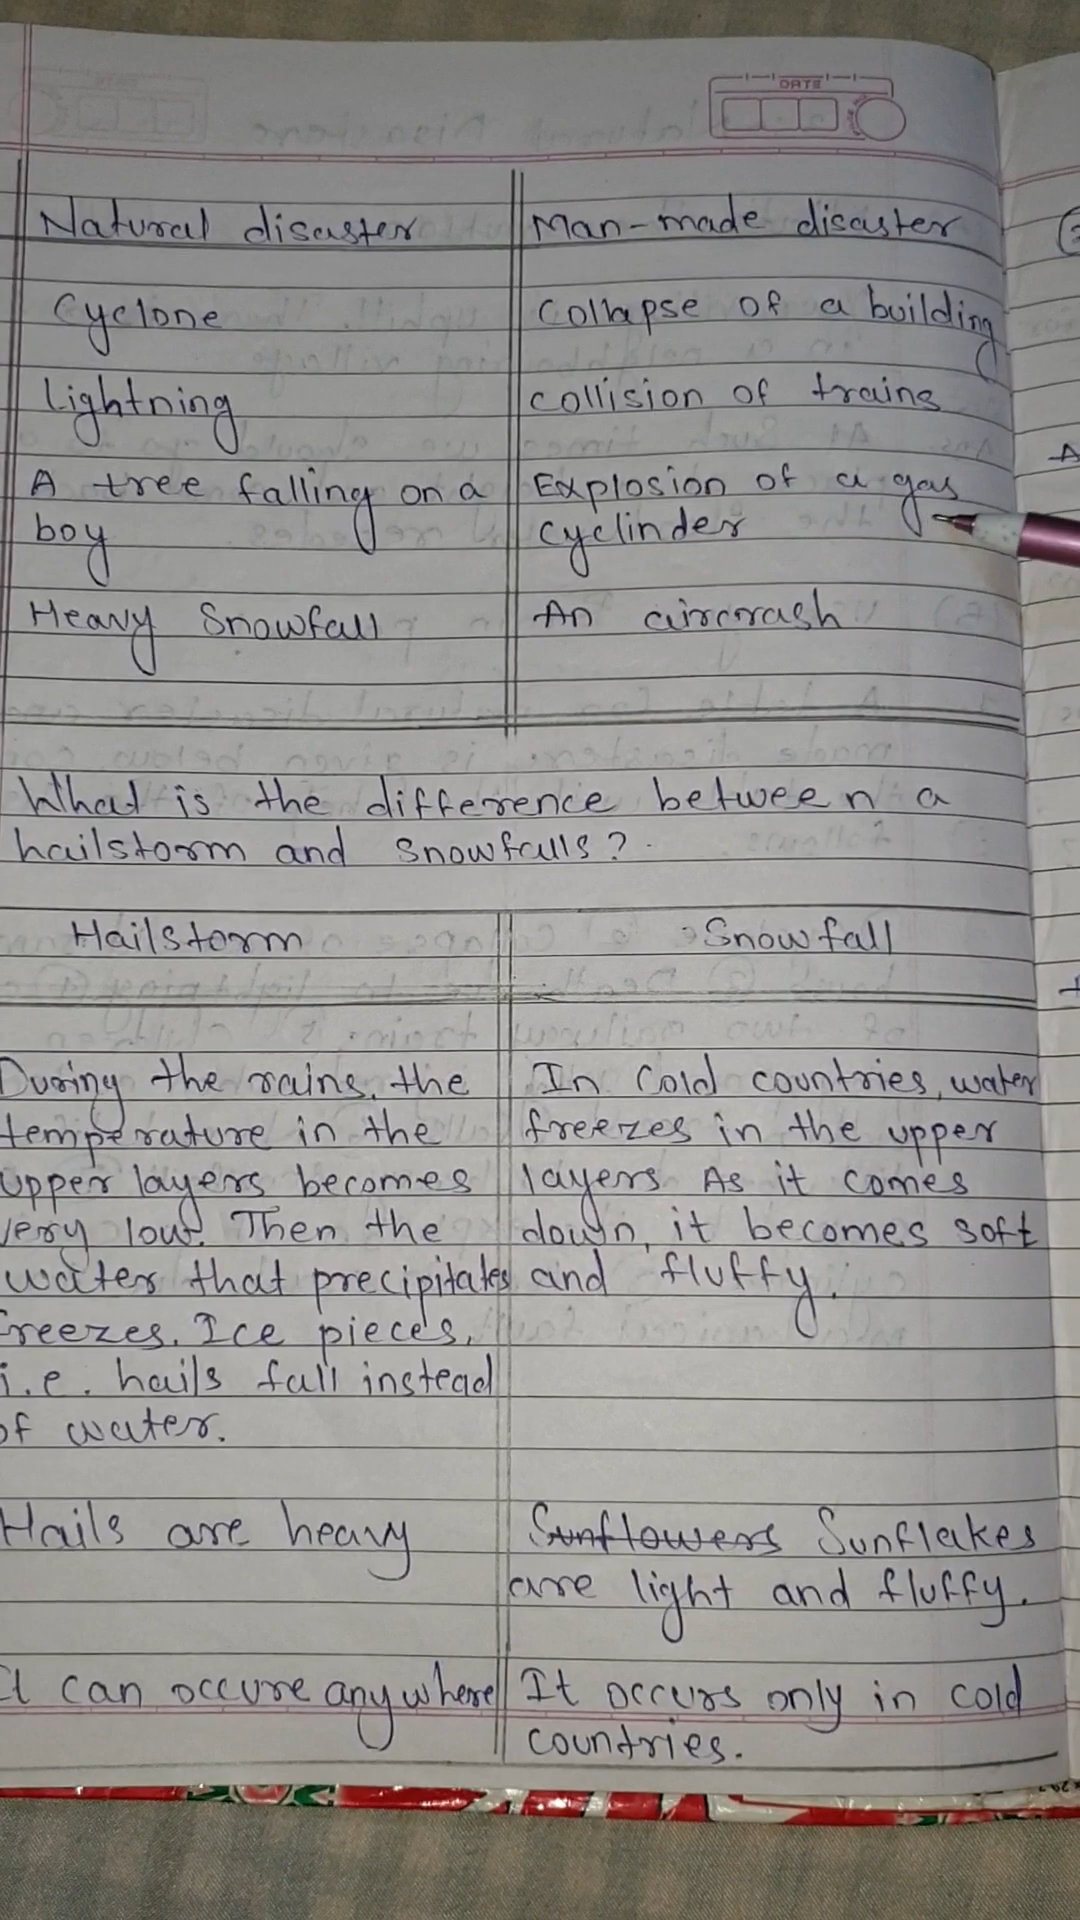 DATE
Natural disaster Man-made disaster
Cyclone Collapse of a building
Lightning collision of trains
A tree falling on a Explosion of a gas
boy cyclinder
Heavy Snowfall An aircrash
What is the difference between a
hailstorm and snowfalls?
Hailstorm Snowfall
During the rains, the In Cold countries, water
temperature in the freezes in the upper
upper layers becomes layers. As it comes
very low. Then the down, it becomes soft
water that precipitates and fluffy.
freezes. Ice pieces,
i.e. hails fall instead
of water.
Hails are heavy Sunflowers Sunflakes
are light and fluffy.
It can occure anywhere It occurs only in cold
countries.